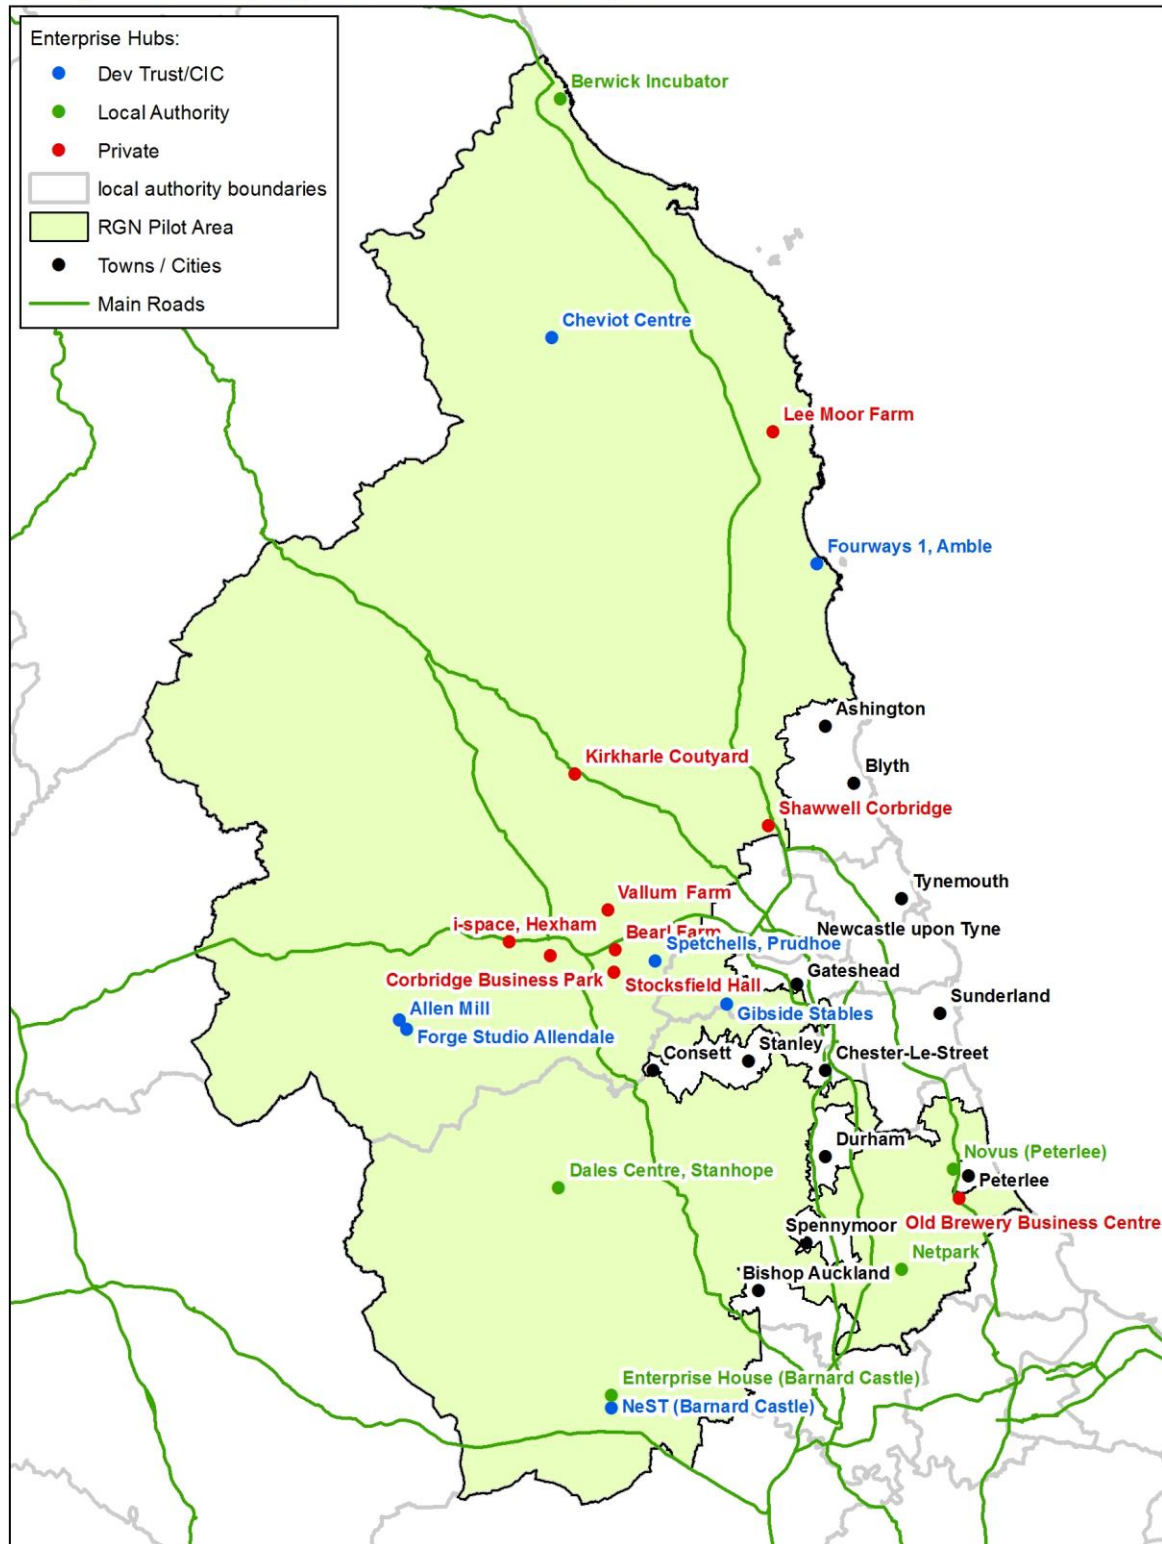 Enterprise Hubs:
Dev Trust/CIC
Local Authority
Private
local authority boundaries
RGN Pilot Area
Towns / Cities
Main Roads
Berwick Incubator
Cheviot Centre
Lee Moor Farm
Fourways 1, Amble
Ashington
Kirkharle Coutyard
Blyth
Shawwell Corbridge
Tynemouth
Vallum Farm
i-space, Hexham
Bearl Farm
Newcastle upon Tyne
Spetchells, Prudhoe
Gateshead
Corbridge Business Park
Stocksfield Hall
Sunderland
Allen Mill
Gibside Stables
Forge Studio Allendale
Consett
Stanley
Chester-Le-Street
Durham
Novus (Peterlee)
Dales Centre, Stanhope
Peterlee
Spennymoor
Old Brewery Business Centre
Netpark
Bishop Auckland
Enterprise House (Barnard Castle)
NeST (Barnard Castle)